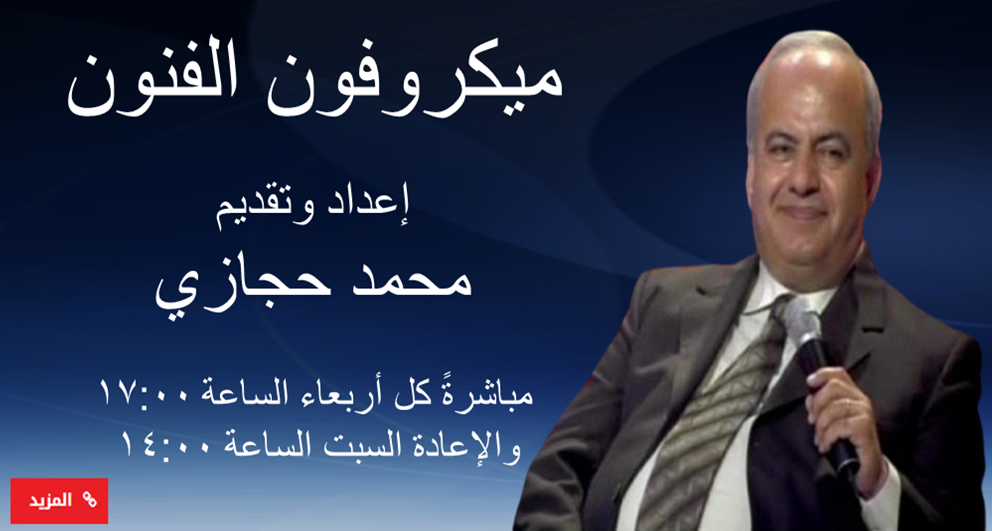 ميكروفون الفنون
إعداد وتقديم
محمد حجازي
مباشرةً كل أربعاء الساعة ١٧:٠٠
والإعادة السبت الساعة ١٤:٠٠
المزيد